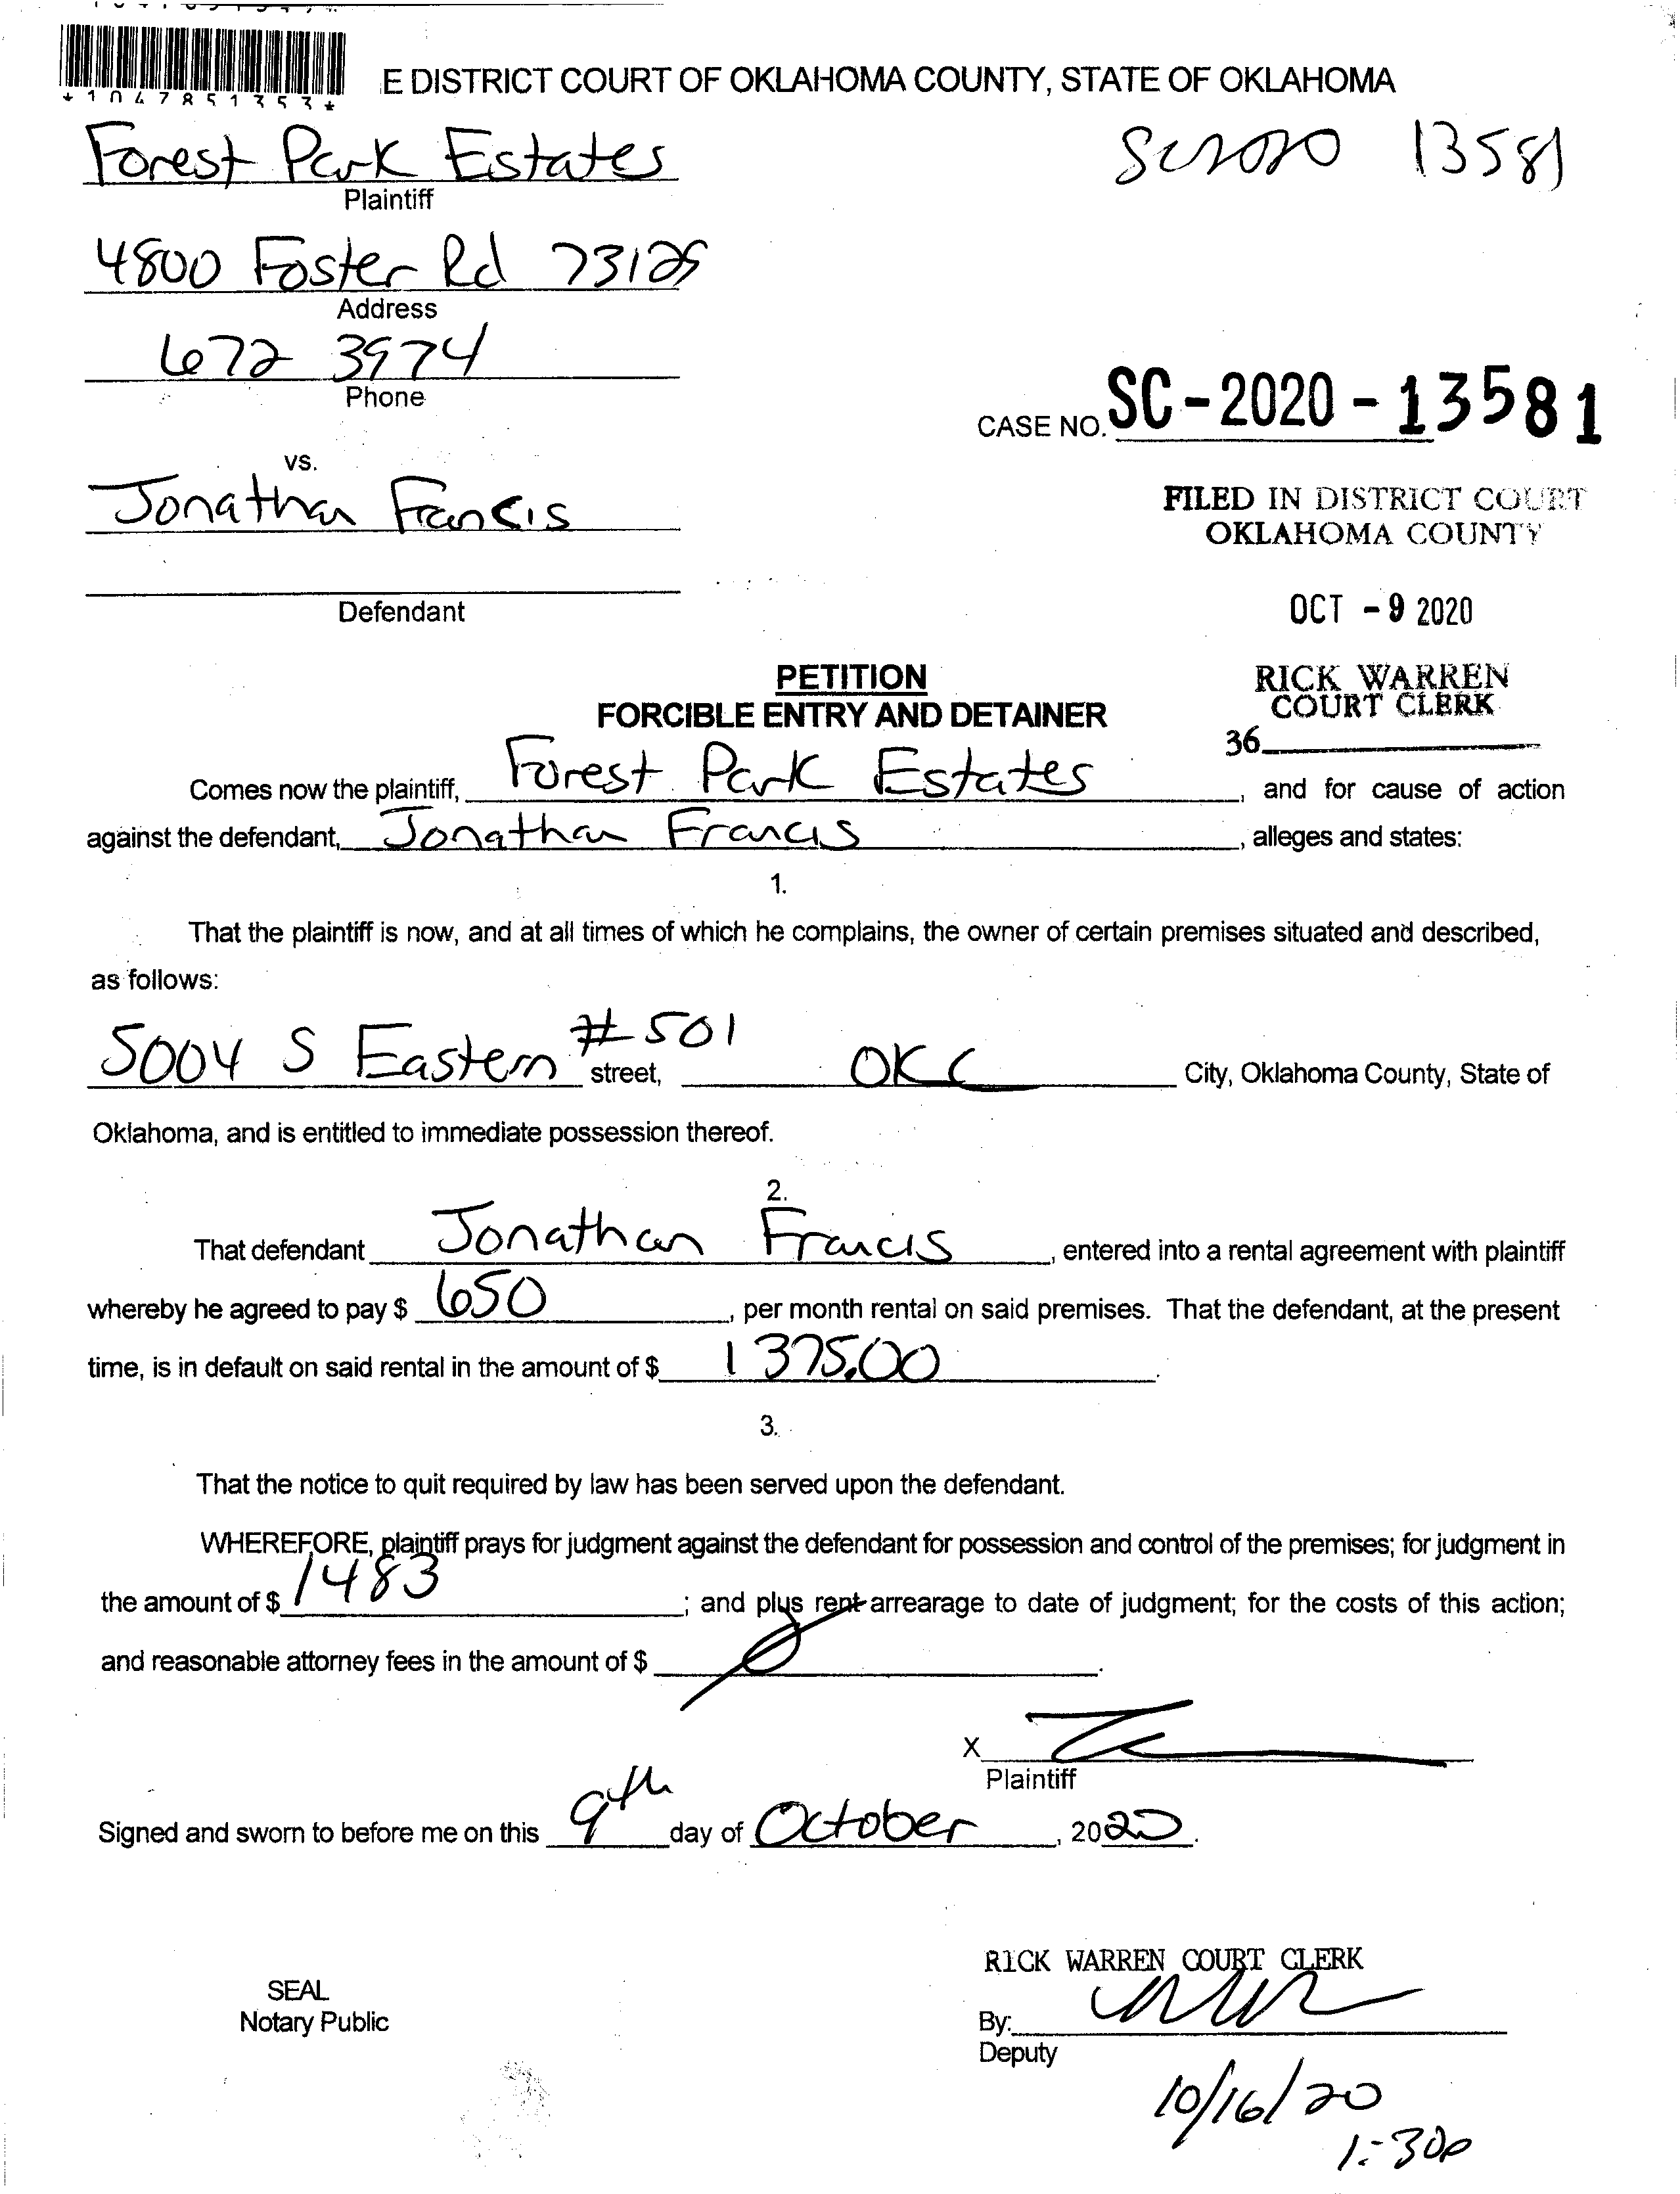 *1047851353*
E DISTRICT COURT OF OKLAHOMA COUNTY, STATE OF OKLAHOMA
Forest Park Estates
SC2020 13581
Plaintiff
4800 Foster Rd 73129
Address
672 3974
Phone
CASE NO. SC-2020-13581
vs.
Jonathan Francis
FILED IN DISTRICT COURT
OKLAHOMA COUNTY
Defendant
OCT -9 2020
PETITION
FORCIBLE ENTRY AND DETAINER
RICK WARREN
COURT CLERK
36
Comes now the plaintiff, Forest Park Estates, and for cause of action
against the defendant, Jonathan Francis, alleges and states:
1.
That the plaintiff is now, and at all times of which he complains, the owner of certain premises situated and described,
as follows:
5004 S Eastern #501 street, OKC City, Oklahoma County, State of
Oklahoma, and is entitled to immediate possession thereof.
2.
That defendant Jonathan Francis, entered into a rental agreement with plaintiff
whereby he agreed to pay $ 650, per month rental on said premises. That the defendant, at the present
time, is in default on said rental in the amount of $ 1375.00.
3.
That the notice to quit required by law has been served upon the defendant.
WHEREFORE, plaintiff prays for judgment against the defendant for possession and control of the premises; for judgment in
the amount of $ 1483; and plus rent arrearage to date of judgment; for the costs of this action;
and reasonable attorney fees in the amount of $
X
Plaintiff
Signed and sworn to before me on this 9th day of October, 2020.
RICK WARREN COURT CLERK
SEAL
Notary Public
By:
Deputy
10/16/20
1:30p